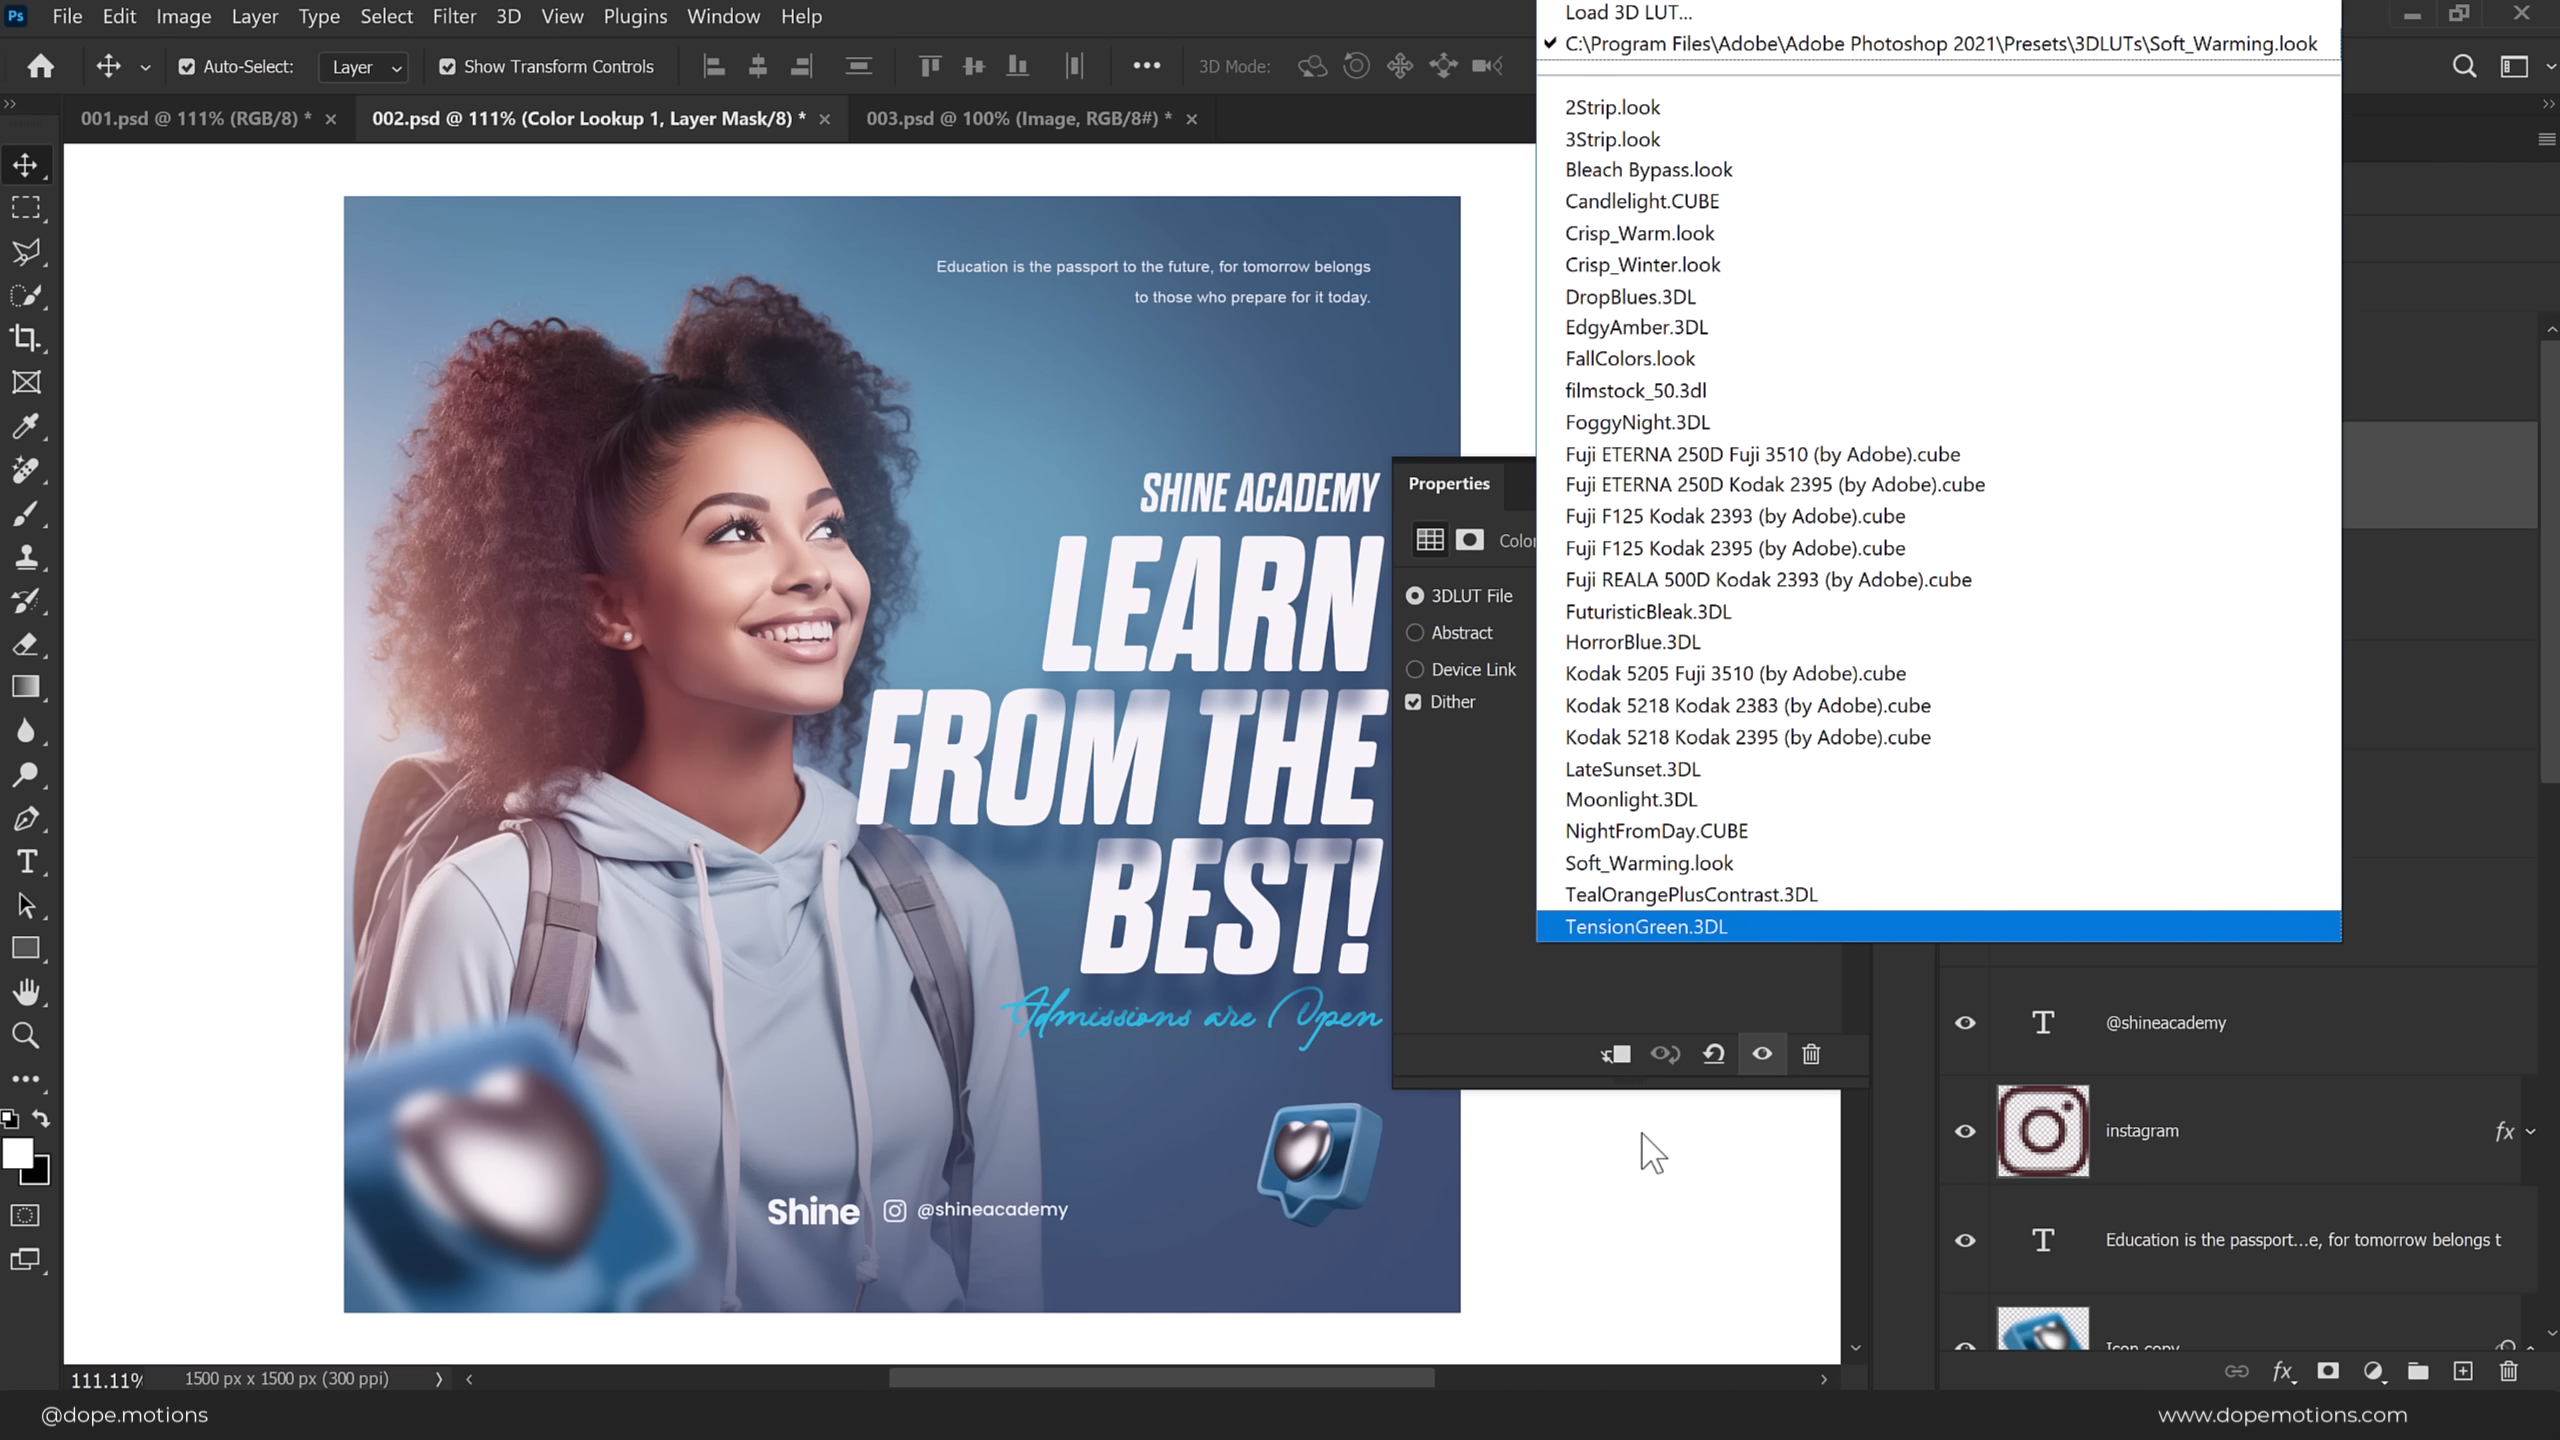 Ps File Edit Image Layer Type Select Filter 3D View Plugins Window Help
Auto-Select: Layer Show Transform Controls 3D Mode:
001.psd @ 111% (RGB/8) *
002.psd @ 111% (Color Lookup 1, Layer Mask/8) *
003.psd @ 100% (Image, RGB/8#) *
Education is the passport to the future, for tomorrow belongs
to those who prepare for it today.
SHINE ACADEMY
LEARN
FROM THE
BEST!
Admissions are Open
Shine @shineacademy
Properties
Color
3DLUT File
Abstract
Device Link
Dither
Load 3D LUT...
C:\Program Files\Adobe\Adobe Photoshop 2021\Presets\3DLUTs\Soft_Warming.look
2Strip.look
3Strip.look
Bleach Bypass.look
Candlelight.CUBE
Crisp_Warm.look
Crisp_Winter.look
DropBlues.3DL
EdgyAmber.3DL
FallColors.look
filmstock_50.3dl
FoggyNight.3DL
Fuji ETERNA 250D Fuji 3510 (by Adobe).cube
Fuji ETERNA 250D Kodak 2395 (by Adobe).cube
Fuji F125 Kodak 2393 (by Adobe).cube
Fuji F125 Kodak 2395 (by Adobe).cube
Fuji REALA 500D Kodak 2393 (by Adobe).cube
FuturisticBleak.3DL
HorrorBlue.3DL
Kodak 5205 Fuji 3510 (by Adobe).cube
Kodak 5218 Kodak 2383 (by Adobe).cube
Kodak 5218 Kodak 2395 (by Adobe).cube
LateSunset.3DL
Moonlight.3DL
NightFromDay.CUBE
Soft_Warming.look
TealOrangePlusContrast.3DL
TensionGreen.3DL
@shineacademy
instagram
fx
Education is the passport...e, for tomorrow belongs t
Icon copy
fx
111.11% 1500 px x 1500 px (300 ppi)
@dope.motions
www.dopemotions.com